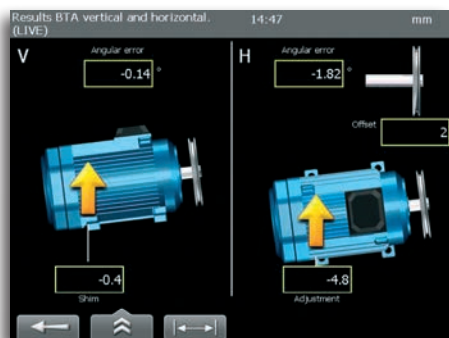 Results BTA vertical and horizontal.
(LIVE)
14:47
mm
V
Angular error
-0.14 °
-0.4
Shim
H
Angular error
-1.82 °
Offset
2
-4.8
Adjustment